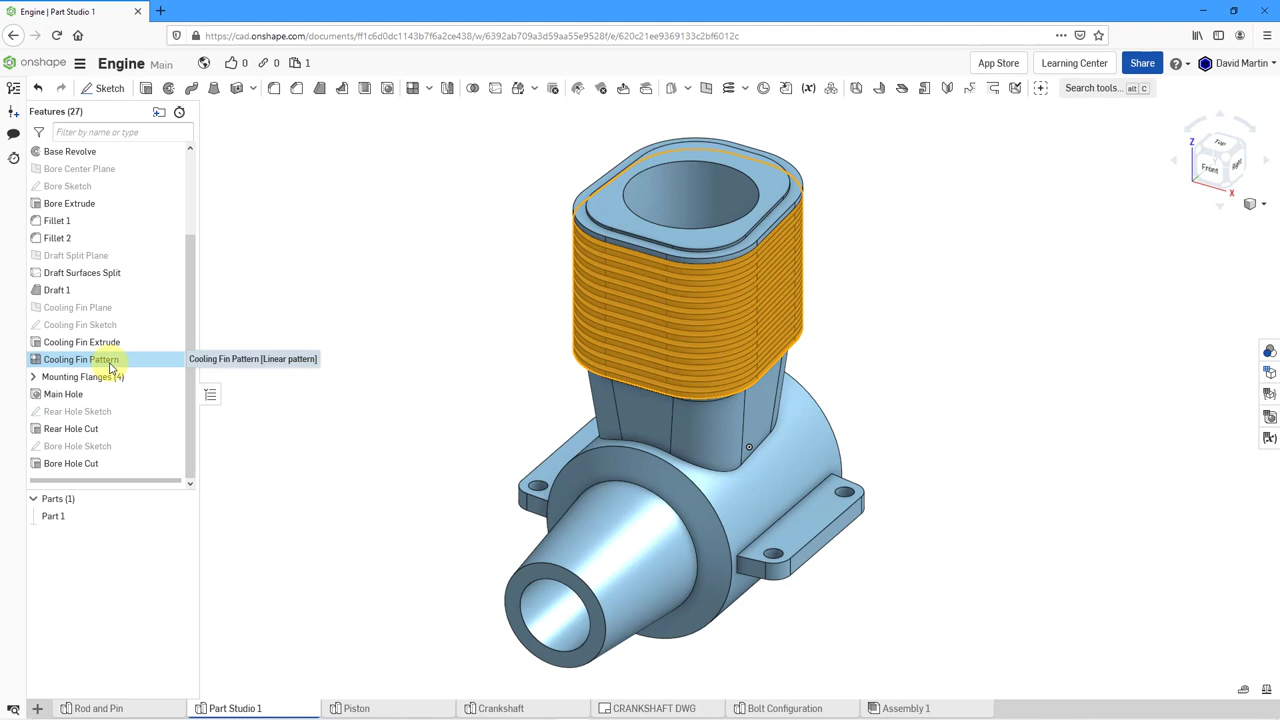 Engine | Part Studio 1
https://cad.onshape.com/documents/ff1c6d0dc1143b7f6a2ce438/w/6392ab709a3d59aa55e9528f/e/620c21ee9369133c2bf6012c
onshape
Engine Main
0
0
1
App Store
Learning Center
Share
David Martin
Sketch
Search tools... alt C
Features (27)
Filter by name or type
Base Revolve
Bore Center Plane
Bore Sketch
Bore Extrude
Fillet 1
Fillet 2
Draft Split Plane
Draft Surfaces Split
Draft 1
Cooling Fin Plane
Cooling Fin Sketch
Cooling Fin Extrude
Cooling Fin Pattern
Cooling Fin Pattern [Linear pattern]
Mounting Flanges (4)
Main Hole
Rear Hole Sketch
Rear Hole Cut
Bore Hole Sketch
Bore Hole Cut
Parts (1)
Part 1
Z
Top
Front
Right
X
Rod and Pin
Part Studio 1
Piston
Crankshaft
CRANKSHAFT DWG
Bolt Configuration
Assembly 1